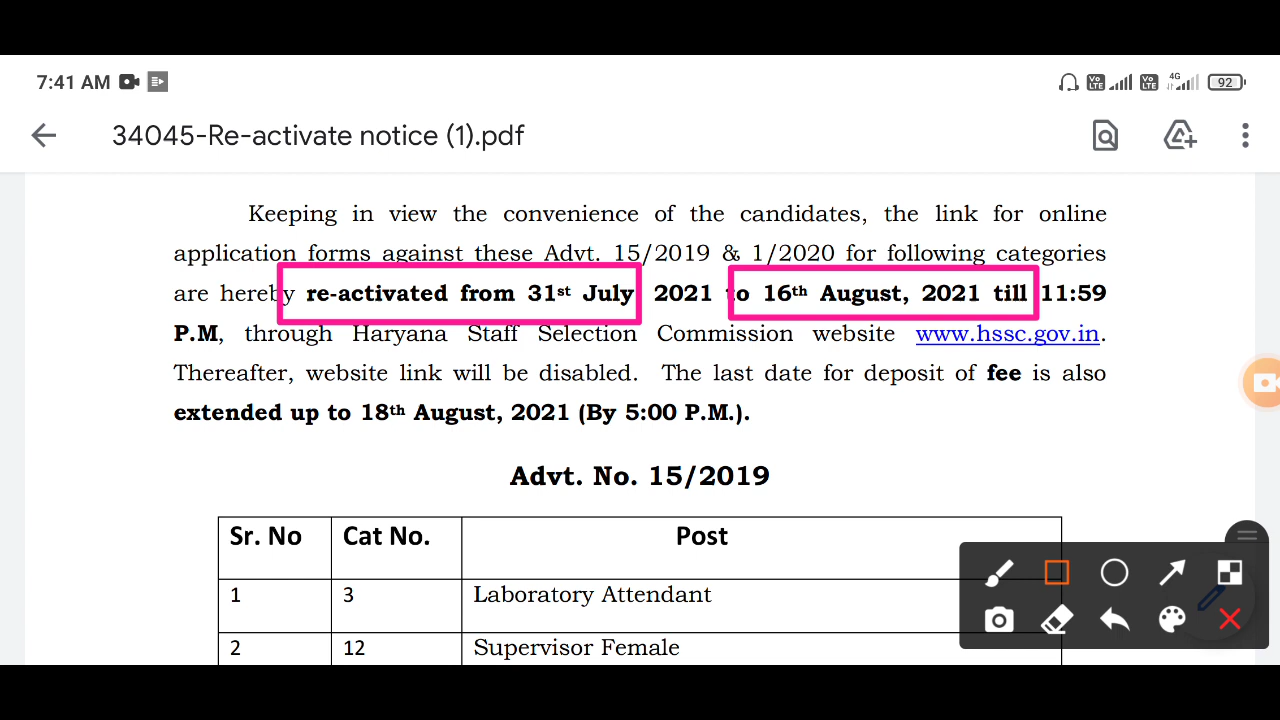 7:41 AM
Vo LTE Vo LTE 4G 92
34045-Re-activate notice (1).pdf
Keeping in view the convenience of the candidates, the link for online
application forms against these Advt. 15/2019 & 1/2020 for following categories
are hereby re-activated from 31st July 2021 to 16th August, 2021 till 11:59
P.M, through Haryana Staff Selection Commission website www.hssc.gov.in.
Thereafter, website link will be disabled. The last date for deposit of fee is also
extended up to 18th August, 2021 (By 5:00 P.M.).
Advt. No. 15/2019
Sr. No Cat No. Post
1 3 Laboratory Attendant
2 12 Supervisor Female